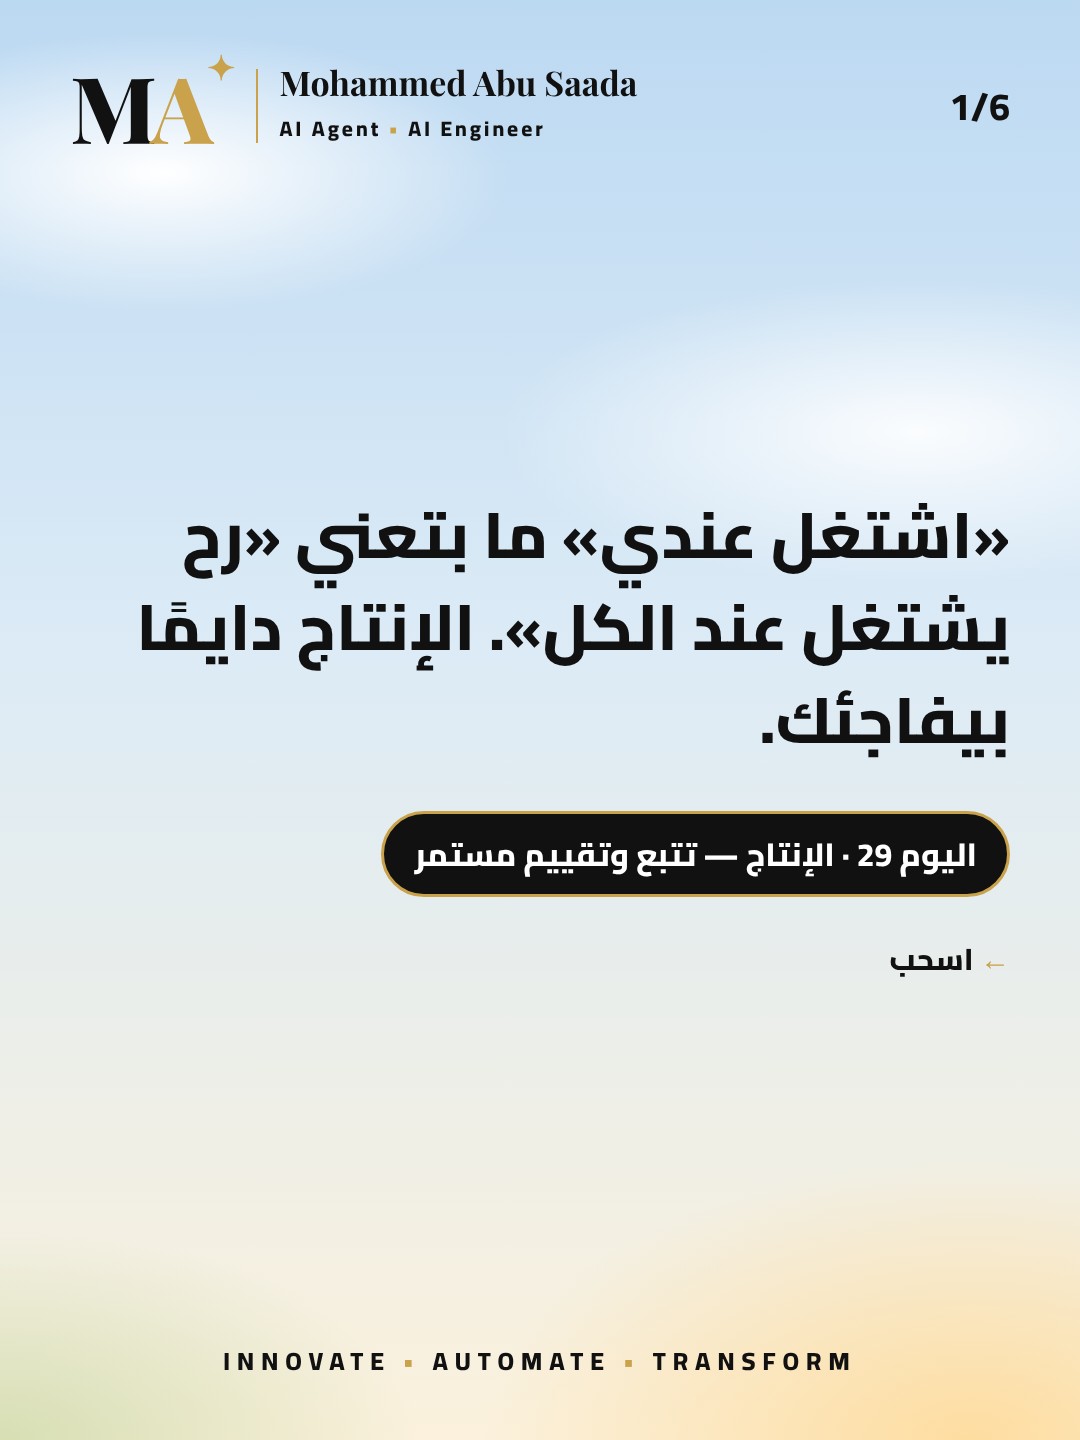 MA
Mohammed Abu Saada
AI Agent ▪ AI Engineer
1/6
«اشتغل عندي» ما بتعني «رح
يشتغل عند الكل». الإنتاج دايمًا
بيفاجئك.
اليوم 29 · الإنتاج — تتبع وتقييم مستمر
← اسحب
INNOVATE ▪ AUTOMATE ▪ TRANSFORM